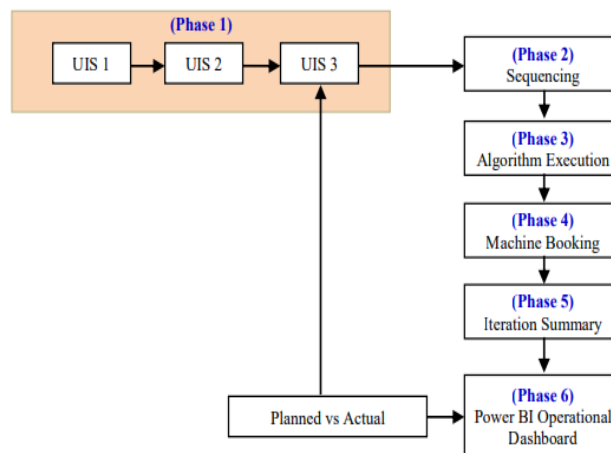 (Phase 1)
UIS 1
UIS 2
UIS 3
(Phase 2)
Sequencing
(Phase 3)
Algorithm Execution
(Phase 4)
Machine Booking
(Phase 5)
Iteration Summary
(Phase 6)
Power BI Operational
Dashboard
Planned vs Actual